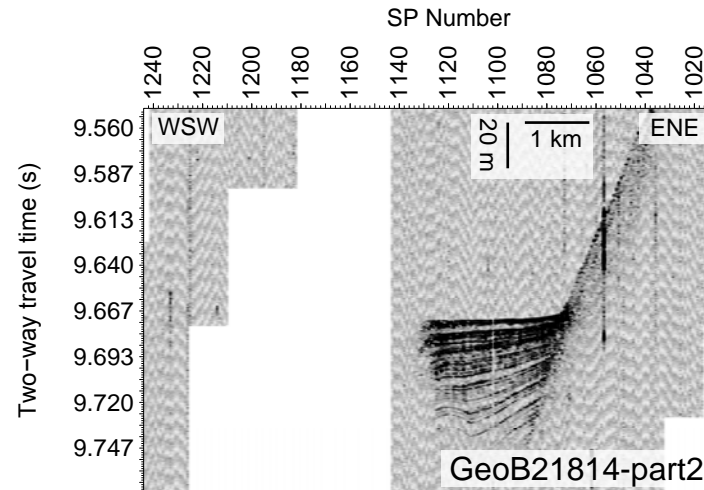 SP Number
1240 1220 1200 1180 1160 1140 1120 1100 1080 1060 1040 1020
WSW
20 m
1 km
ENE
Two-way travel time (s)
9.560
9.587
9.613
9.640
9.667
9.693
9.720
9.747
GeoB21814-part2